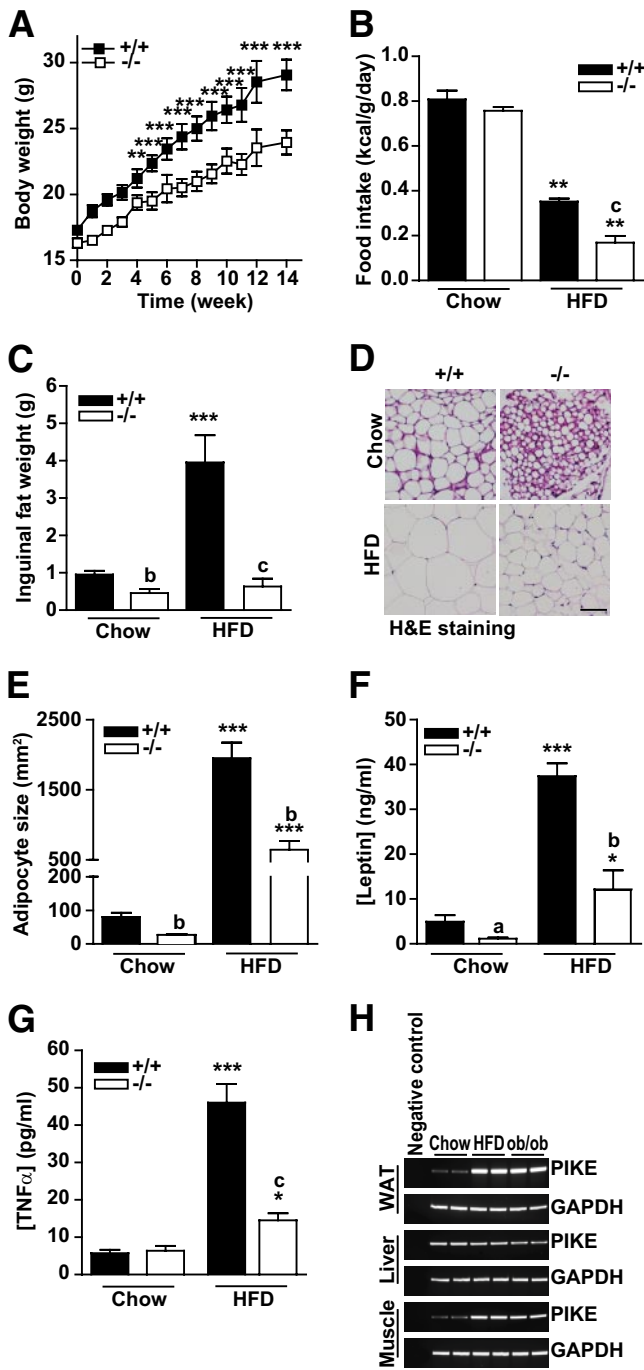 A
+/+
-/-
Body weight (g)
30
25
20
15
** *** *** *** *** *** *** *** *** ***
0 2 4 6 8 10 12 14
Time (week)
B
+/+
-/-
Food intake (kcal/g/day)
1.0
0.8
0.6
0.4
0.2
0.0
**
c
**
Chow HFD
C
+/+
-/-
Inguinal fat weight (g)
6
5
4
3
2
1
0
b
***
c
Chow HFD
D
+/+ -/-
Chow
HFD
H&E staining
E
+/+
-/-
Adipocyte size (mm²)
2500
1500
500
100
50
0
b
***
b
***
Chow HFD
F
+/+
-/-
[Leptin] (ng/ml)
50
40
30
20
10
0
a
***
b
*
Chow HFD
G
+/+
-/-
[TNFα] (pg/ml)
60
50
40
30
20
10
0
***
c
*
Chow HFD
H
Negative control
Chow HFD ob/ob
WAT
PIKE
GAPDH
Liver
PIKE
GAPDH
Muscle
PIKE
GAPDH